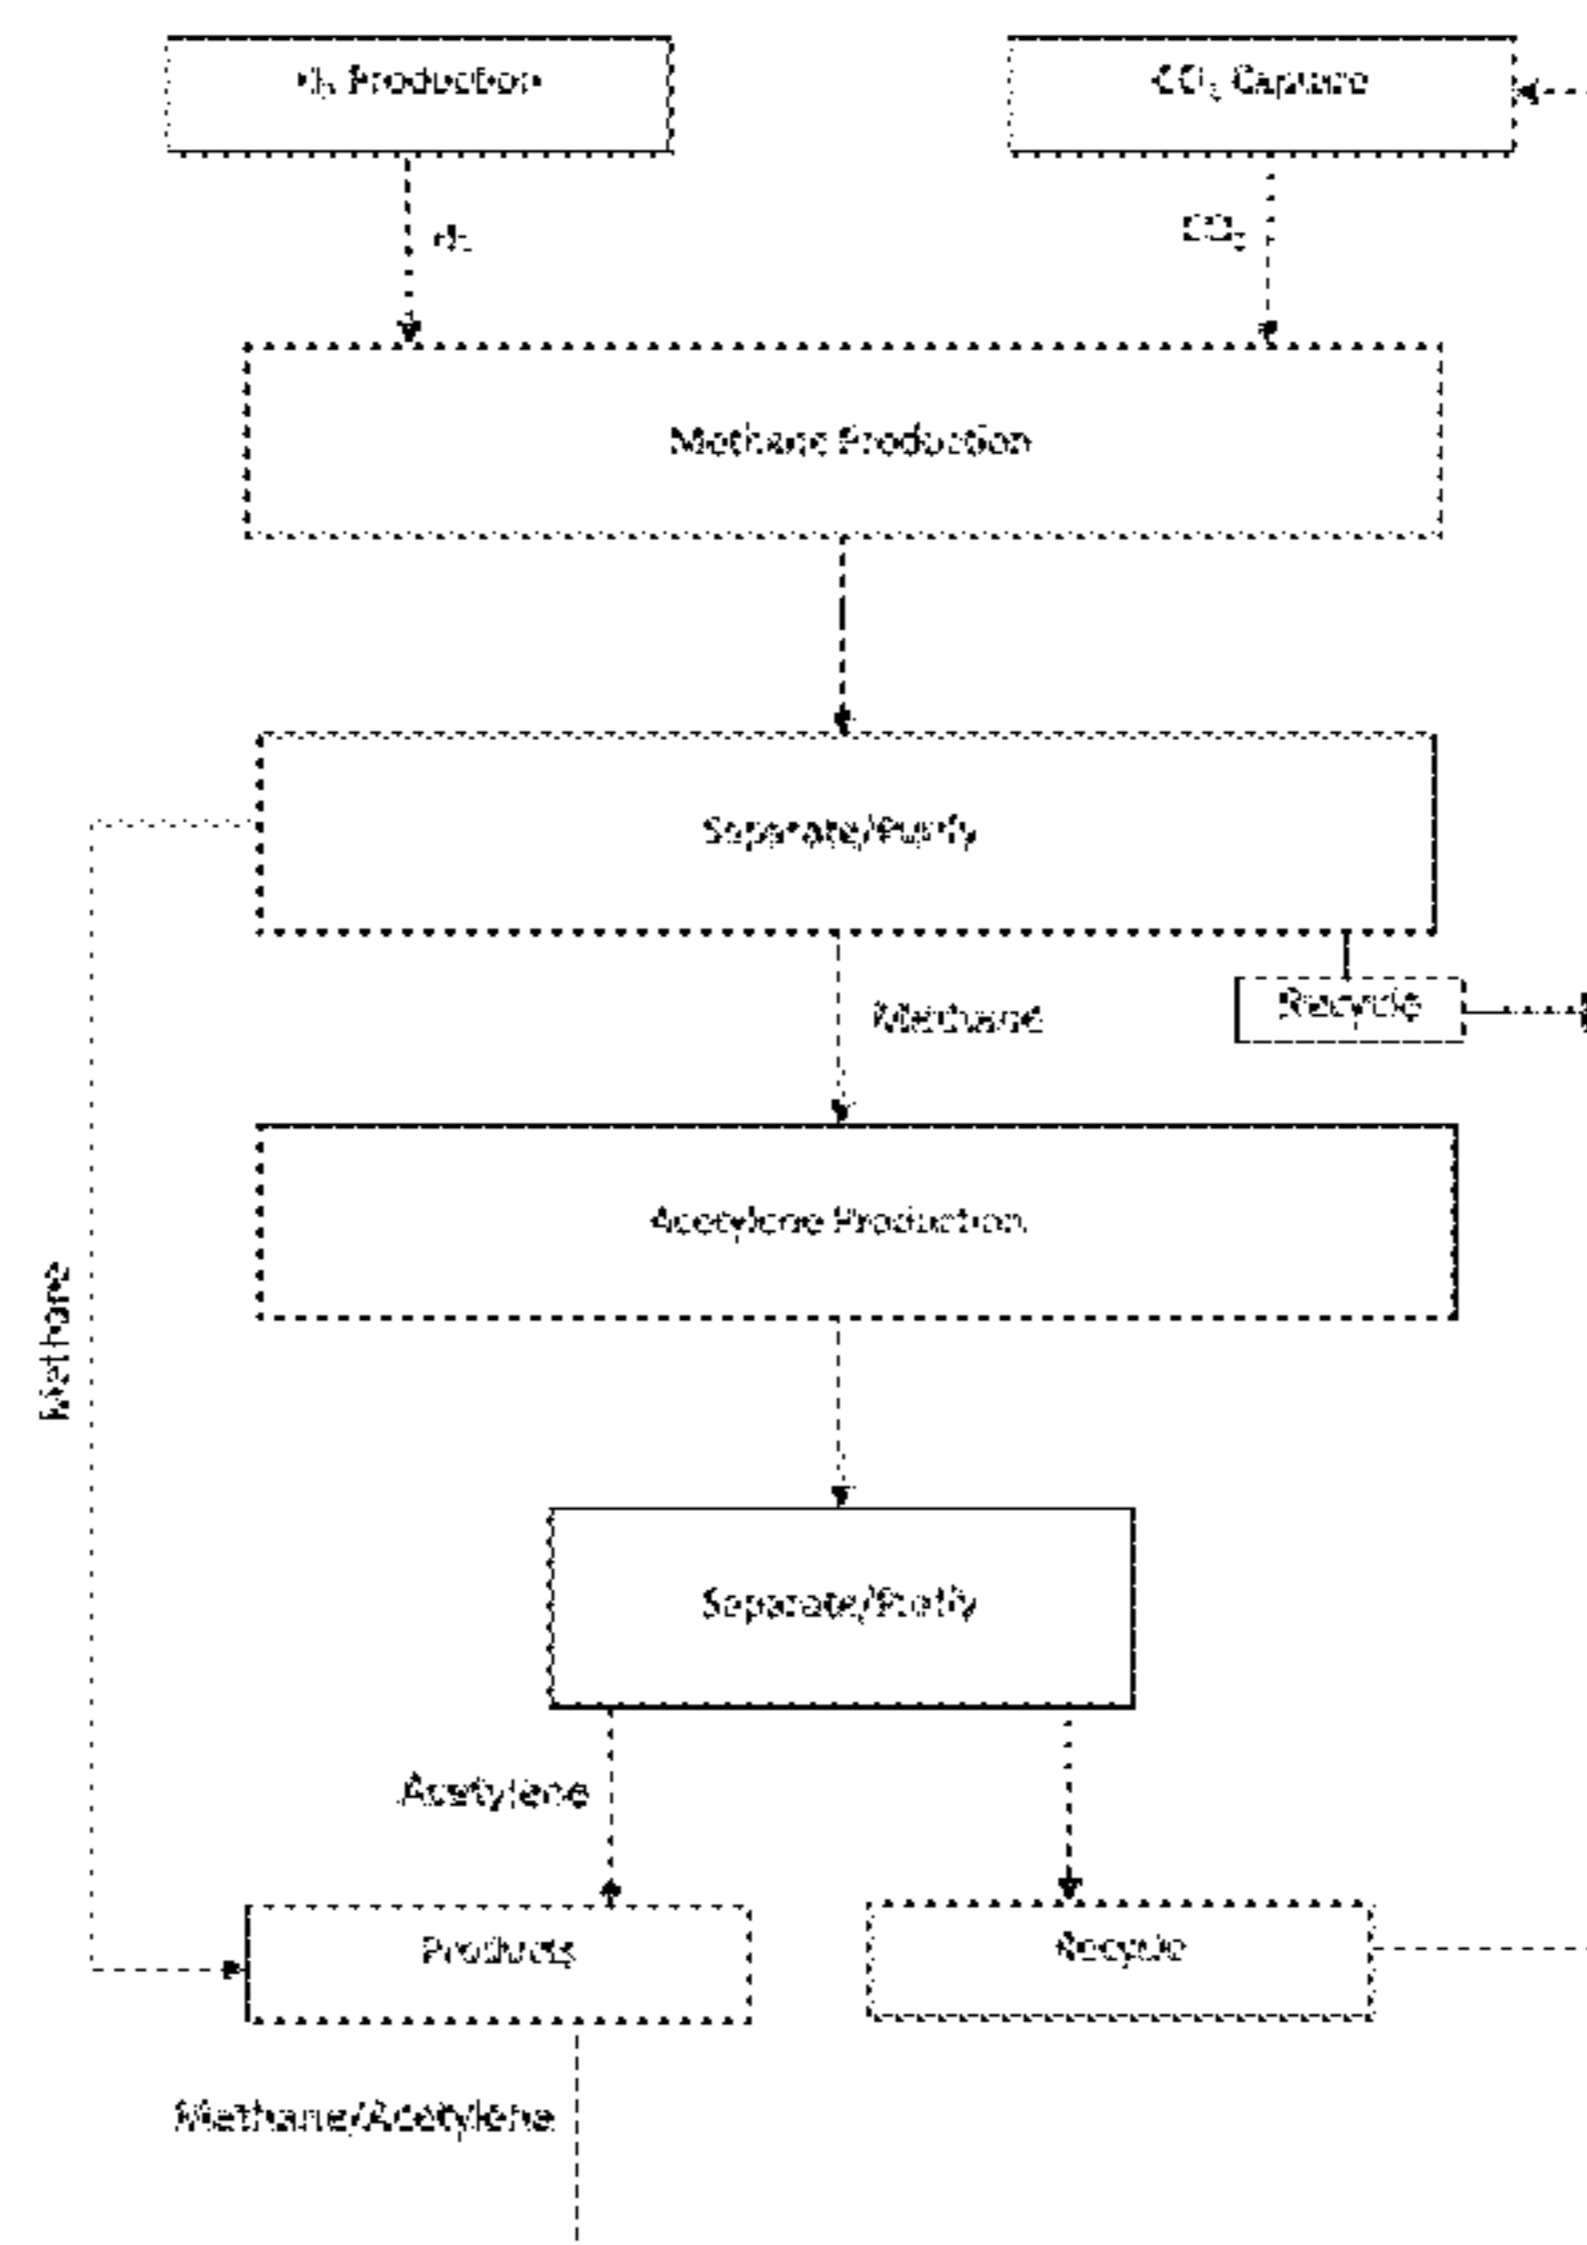 H₂ Production
CO₂ Capture
H₂
CO₂
Methane Production
Separate/Purify
Methane
Recycle
Acetylene Production
Methane
Separate/Purify
Acetylene
Products
Recycle
Methane/Acetylene